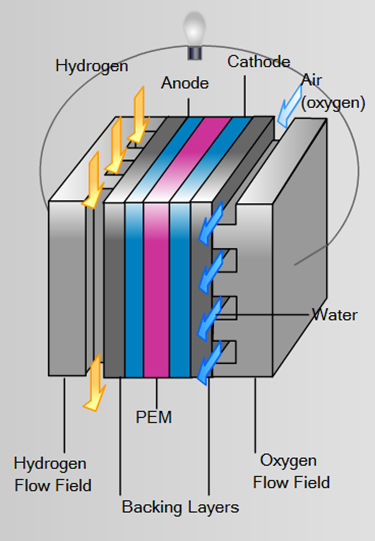 Hydrogen
Cathode
Anode
Air
(oxygen)
Water
PEM
Hydrogen
Flow Field
Oxygen
Flow Field
Backing Layers